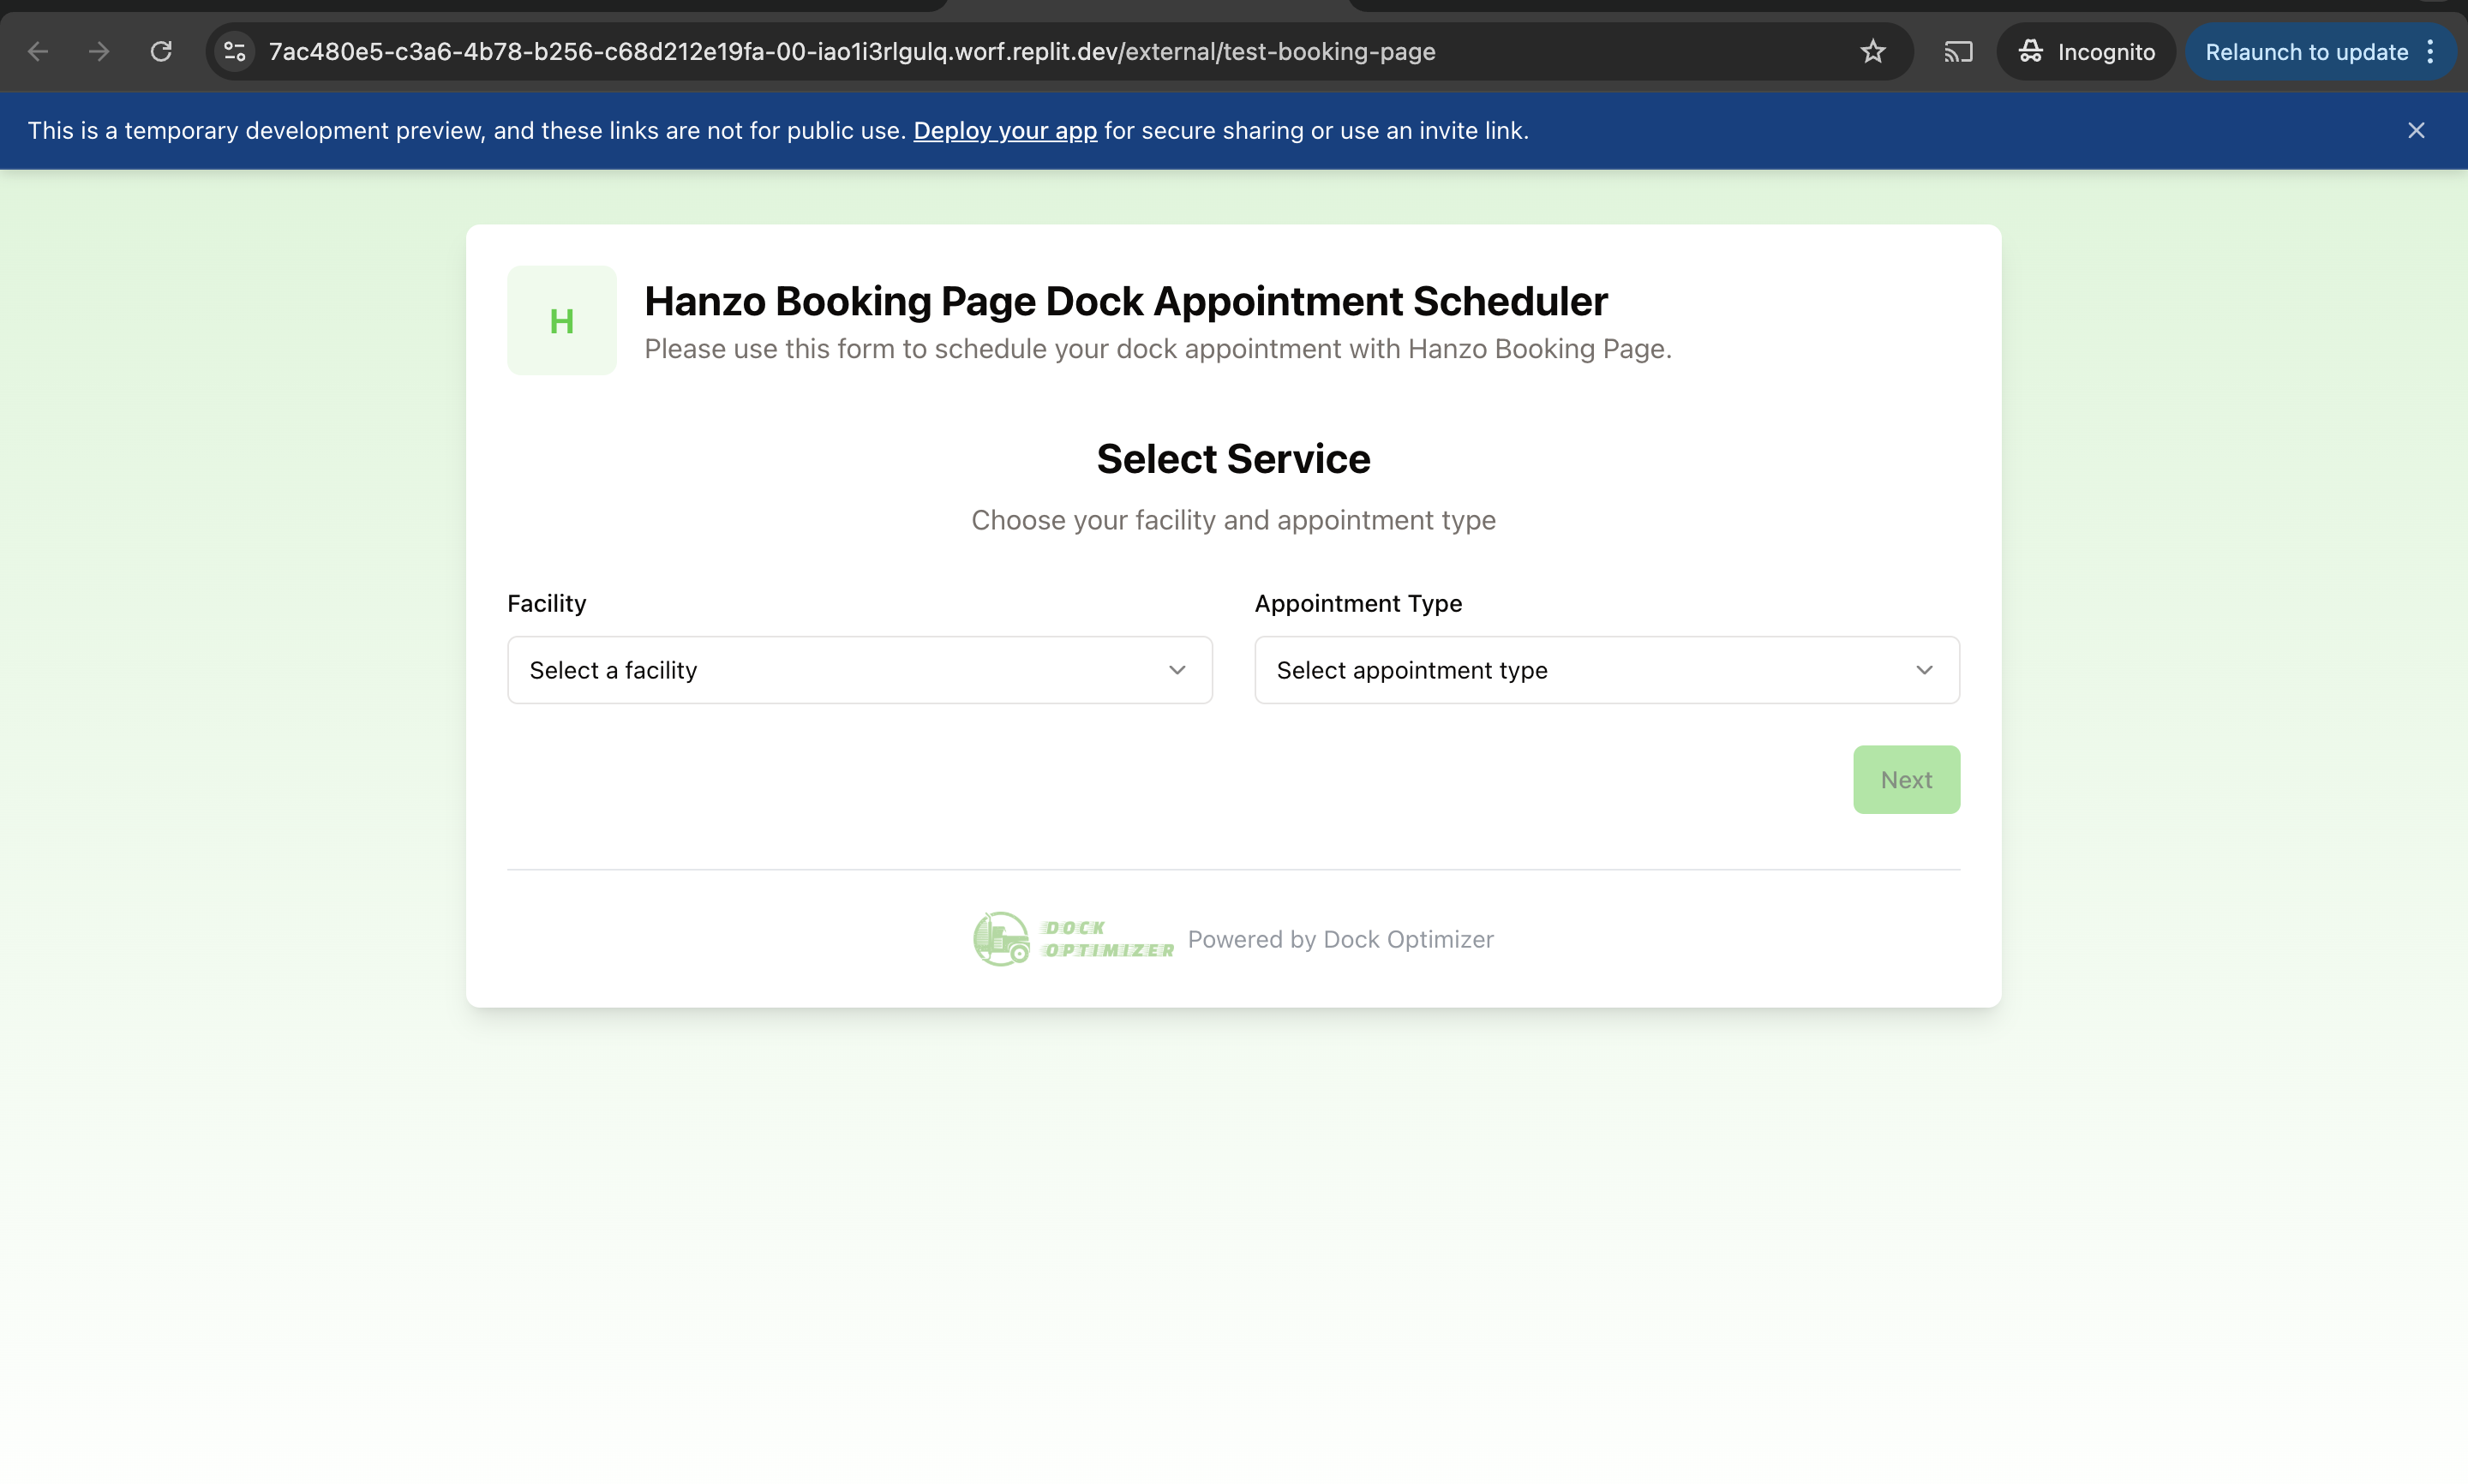 7ac480e5-c3a6-4b78-b256-c68d212e19fa-00-iao1i3rlgulq.worf.replit.dev/external/test-booking-page
Incognito
Relaunch to update
This is a temporary development preview, and these links are not for public use. Deploy your app for secure sharing or use an invite link.
H
Hanzo Booking Page Dock Appointment Scheduler
Please use this form to schedule your dock appointment with Hanzo Booking Page.
Select Service
Choose your facility and appointment type
Facility
Appointment Type
Select a facility
Select appointment type
Next
DOCK
OPTIMIZER
Powered by Dock Optimizer